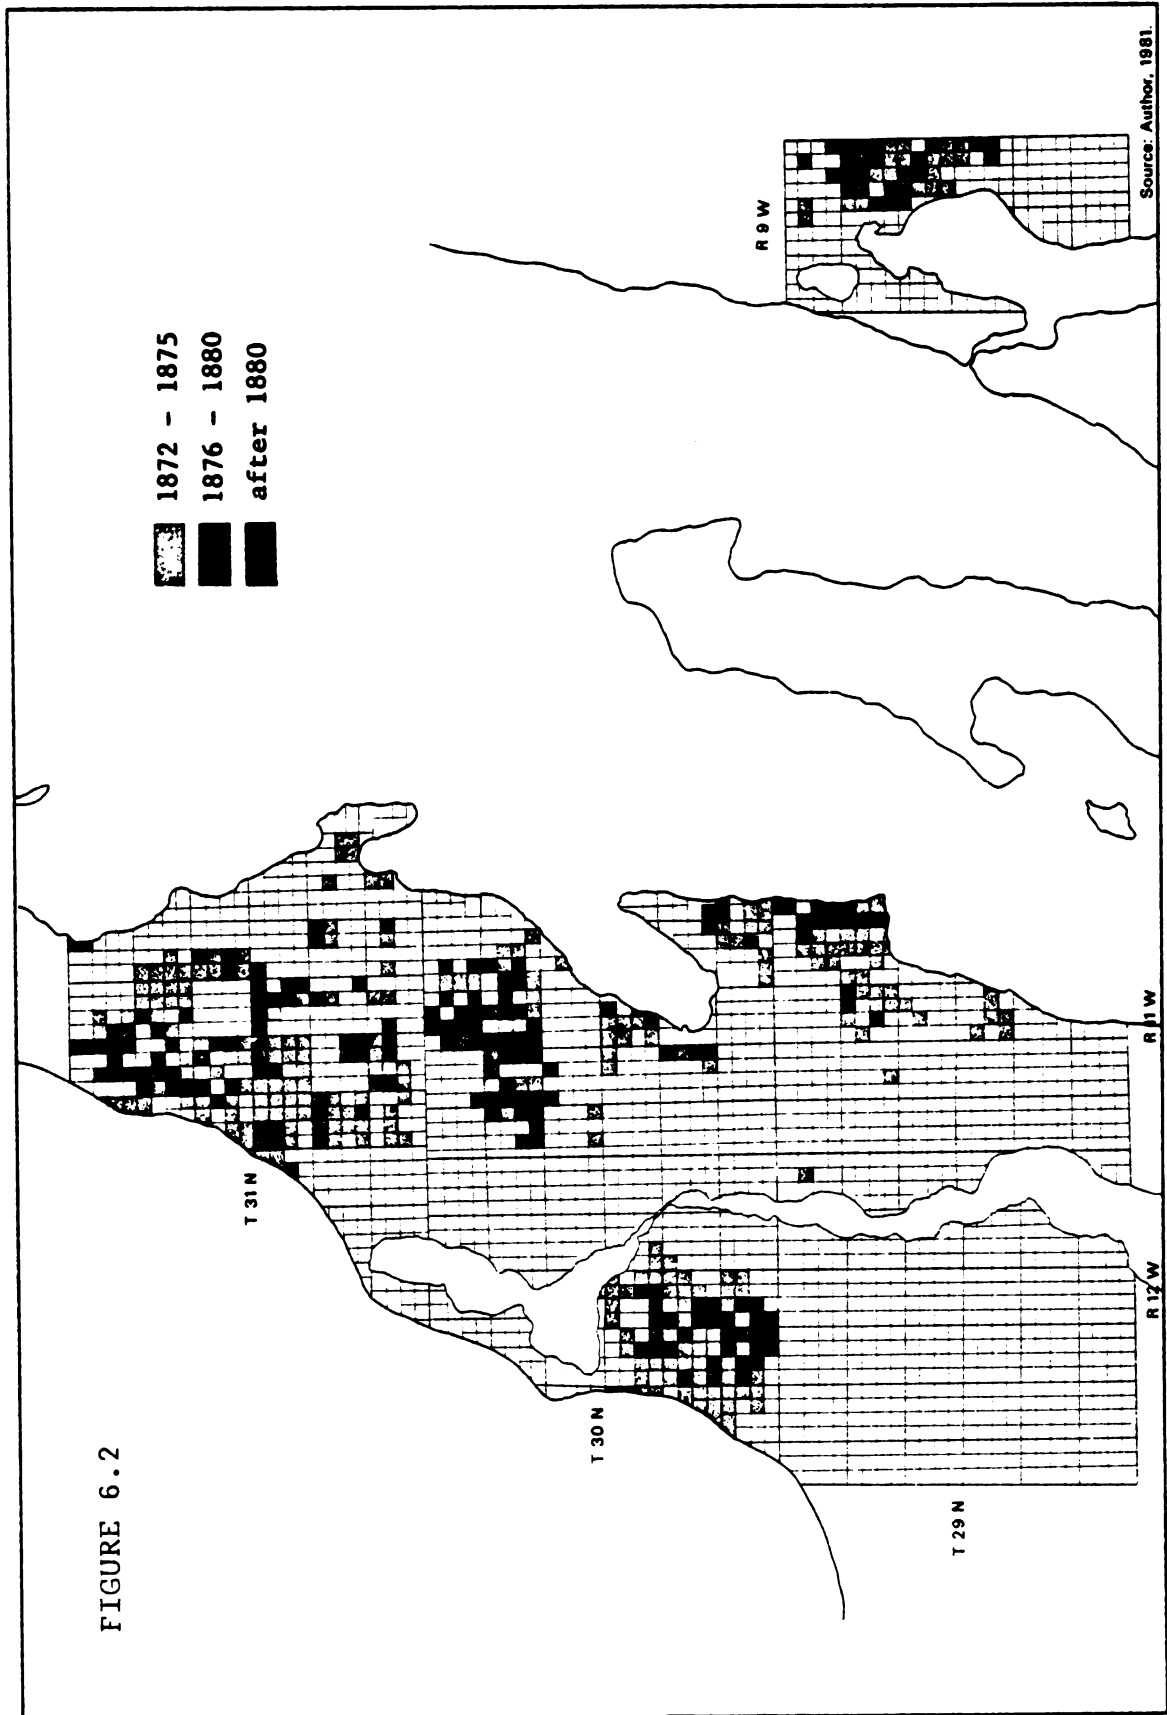 FIGURE 6.2
1872 - 1875
1876 - 1880
after 1880
T 31 N
T 30 N
T 29 N
R 12 W
R 11 W
R 9 W
Source: Author, 1981.